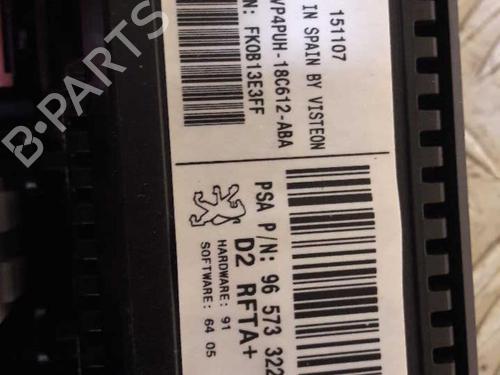 151107
IN SPAIN BY VISTEON
VP4PUH-18C612-ABA
N: FK0B13E3FF
PSA P/N: 96 573 322
D2 RFTA+
HARDWARE: 91
SOFTWARE: 64 05
B-Parts